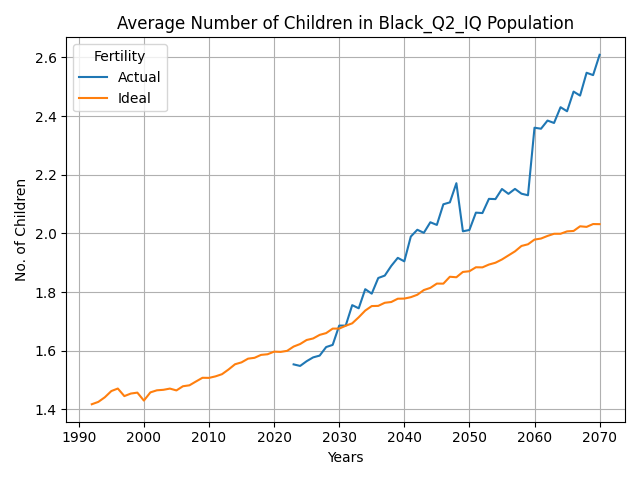 Average Number of Children in Black_Q2_IQ Population
Fertility
Actual
Ideal
2.6
2.4
2.2
2.0
1.8
1.6
1.4
No. of Children
1990 2000 2010 2020 2030 2040 2050 2060 2070
Years